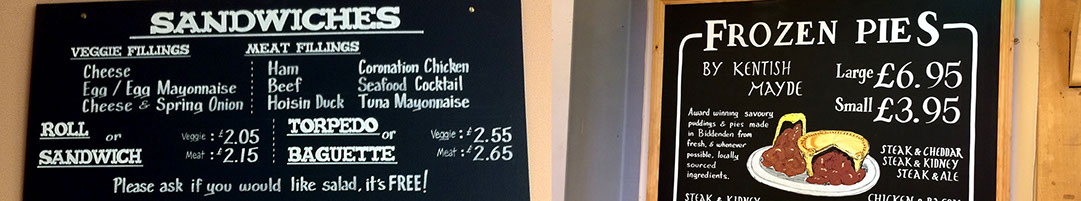 SANDWICHES
VEGGIE FILLINGS
Cheese
Egg / Egg Mayonnaise
Cheese & Spring Onion
MEAT FILLINGS
Ham
Beef
Hoisin Duck
Coronation Chicken
Seafood Cocktail
Tuna Mayonnaise
ROLL or SANDWICH
Veggie : £2.05
Meat : £2.15
TORPEDO or BAGUETTE
Veggie : £2.55
Meat : £2.65
Please ask if you would like salad, it's FREE!
FROZEN PIES
BY KENTISH
MAYDE
Large £6.95
Small £3.95
Award winning savoury
puddings & pies made
in Biddenden from
fresh, & whenever
possible, locally
sourced
ingredients.
STEAK & CHEDDAR
STEAK & KIDNEY
STEAK & ALE
STEAK & KIDNEY
CHICKEN & BACON